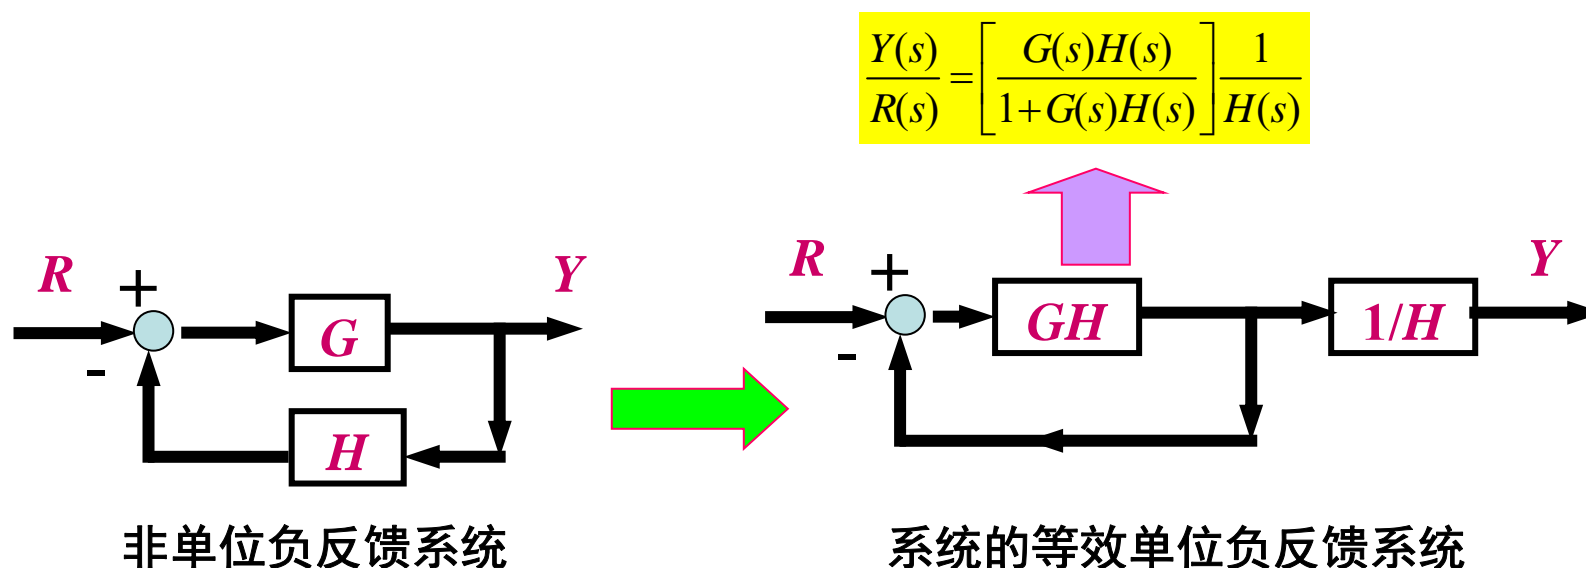 Y(s)/R(s) = [G(s)H(s)/(1+G(s)H(s))] 1/H(s)
R + - G Y
H
非单位负反馈系统
R + - GH 1/H Y
系统的等效单位负反馈系统